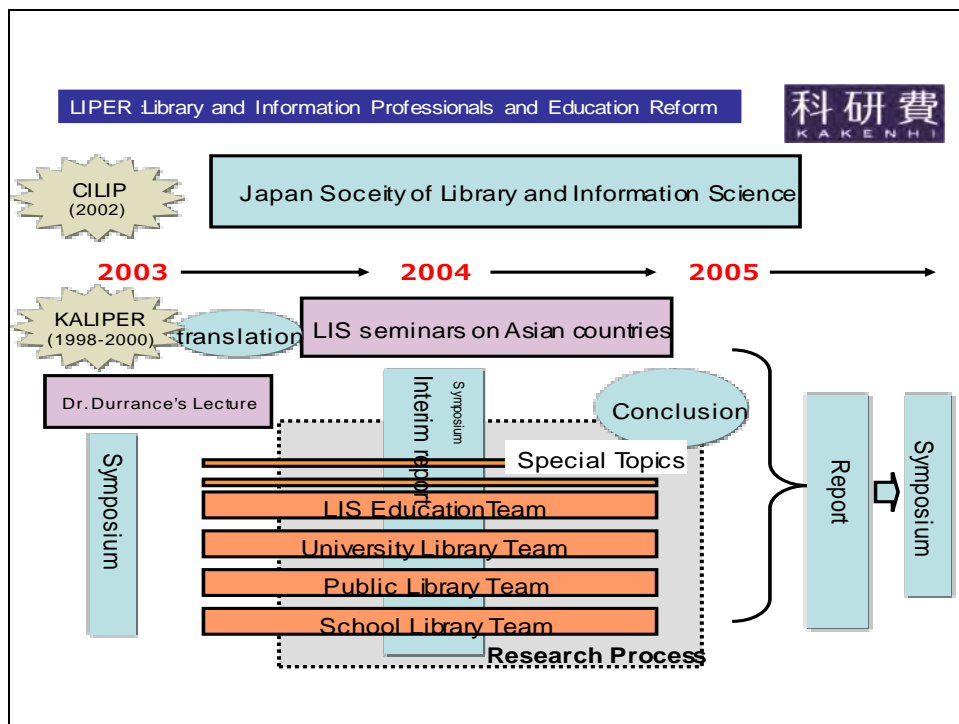 LIPER :Library and Information Professionals and Education Reform
科研費
KAKENHI
CILIP
(2002)
Japan Soceity of Library and Information Science
2003
2004
2005
KALIPER
(1998-2000)
translation
LIS seminars on Asian countries
Dr. Durrance's Lecture
Symposium
Symposium
Interim report
Conclusion
Special Topics
LIS EducationTeam
University Library Team
Public Library Team
School Library Team
Research Process
Report
Symposium